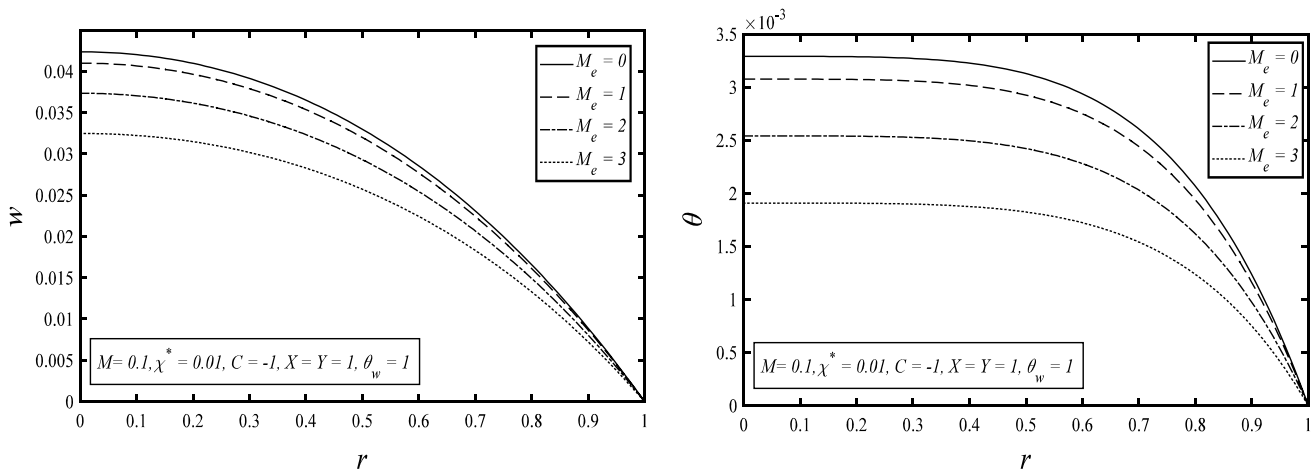 w
0.04
0.035
0.03
0.025
0.02
0.015
0.01
0.005
0
0 0.1 0.2 0.3 0.4 0.5 0.6 0.7 0.8 0.9 1
r
M_e = 0
M_e = 1
M_e = 2
M_e = 3
M= 0.1, χ^* = 0.01, C = -1, X = Y = 1, θ_w = 1
×10^-3
θ
3.5
3
2.5
2
1.5
1
0.5
0
0 0.1 0.2 0.3 0.4 0.5 0.6 0.7 0.8 0.9 1
r
M_e = 0
M_e = 1
M_e = 2
M_e = 3
M= 0.1, χ^* = 0.01, C = -1, X = Y = 1, θ_w = 1